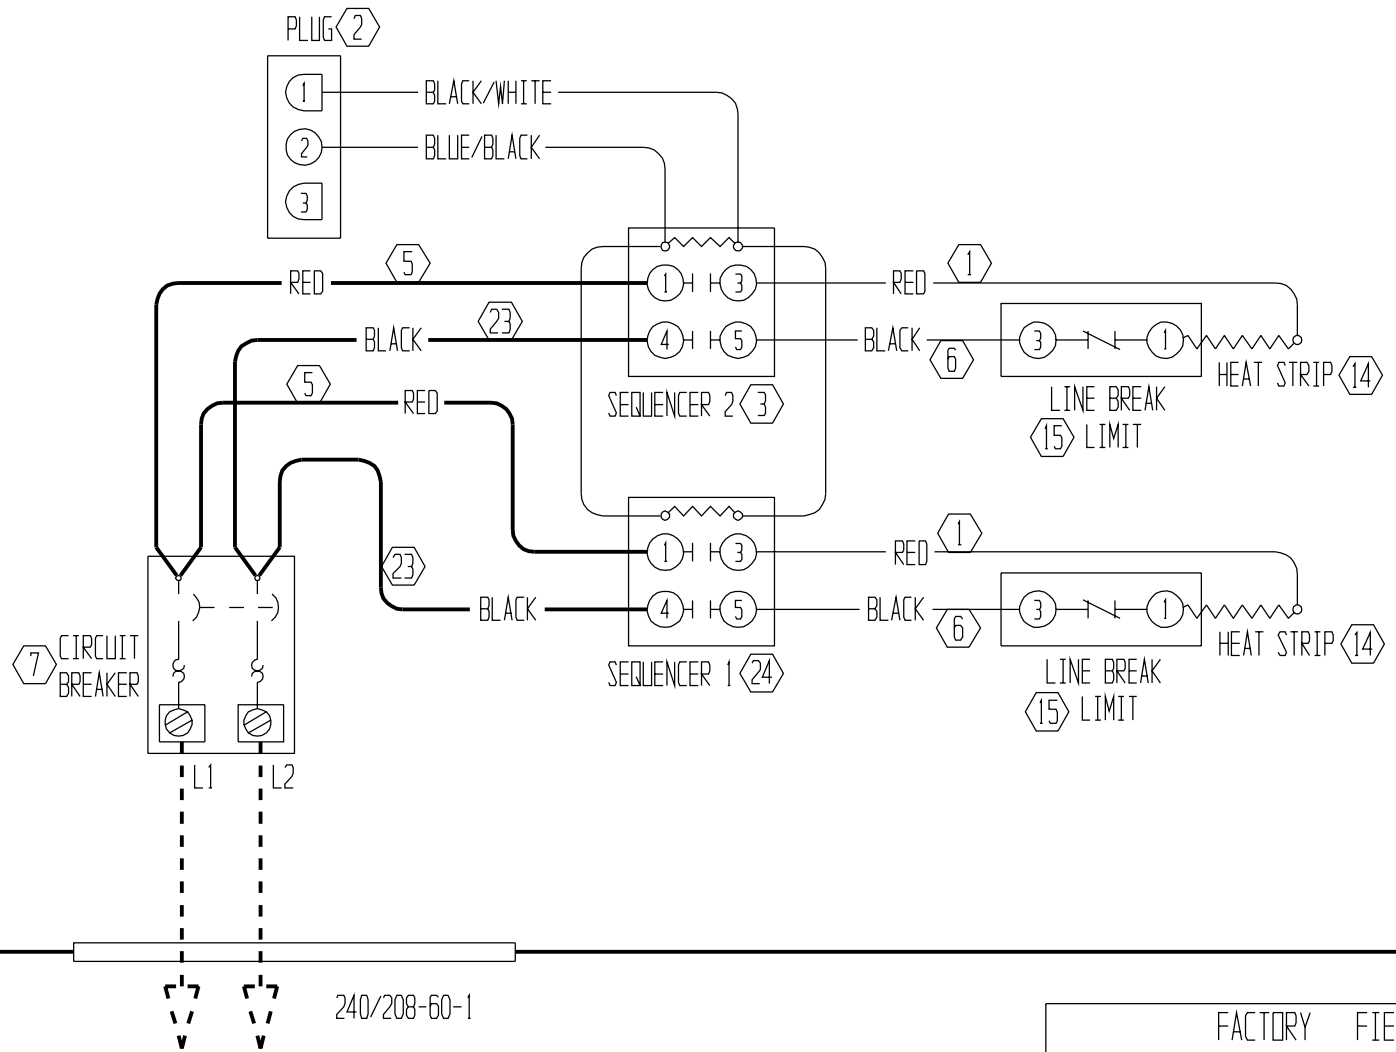 PLUG 2
1 BLACK/WHITE
2 BLUE/BLACK
3
RED 5 1 3 RED 1
BLACK 23 4 5 BLACK 6 3 1
HEAT STRIP 14
5 RED
SEQUENCER 2 3
LINE BREAK
15 LIMIT
1 3 RED 1
23
BLACK 4 5 BLACK 6 3 1
HEAT STRIP 14
7 CIRCUIT
BREAKER
SEQUENCER 1 24
LINE BREAK
15 LIMIT
L1 L2
240/208-60-1
FACTORY FIE